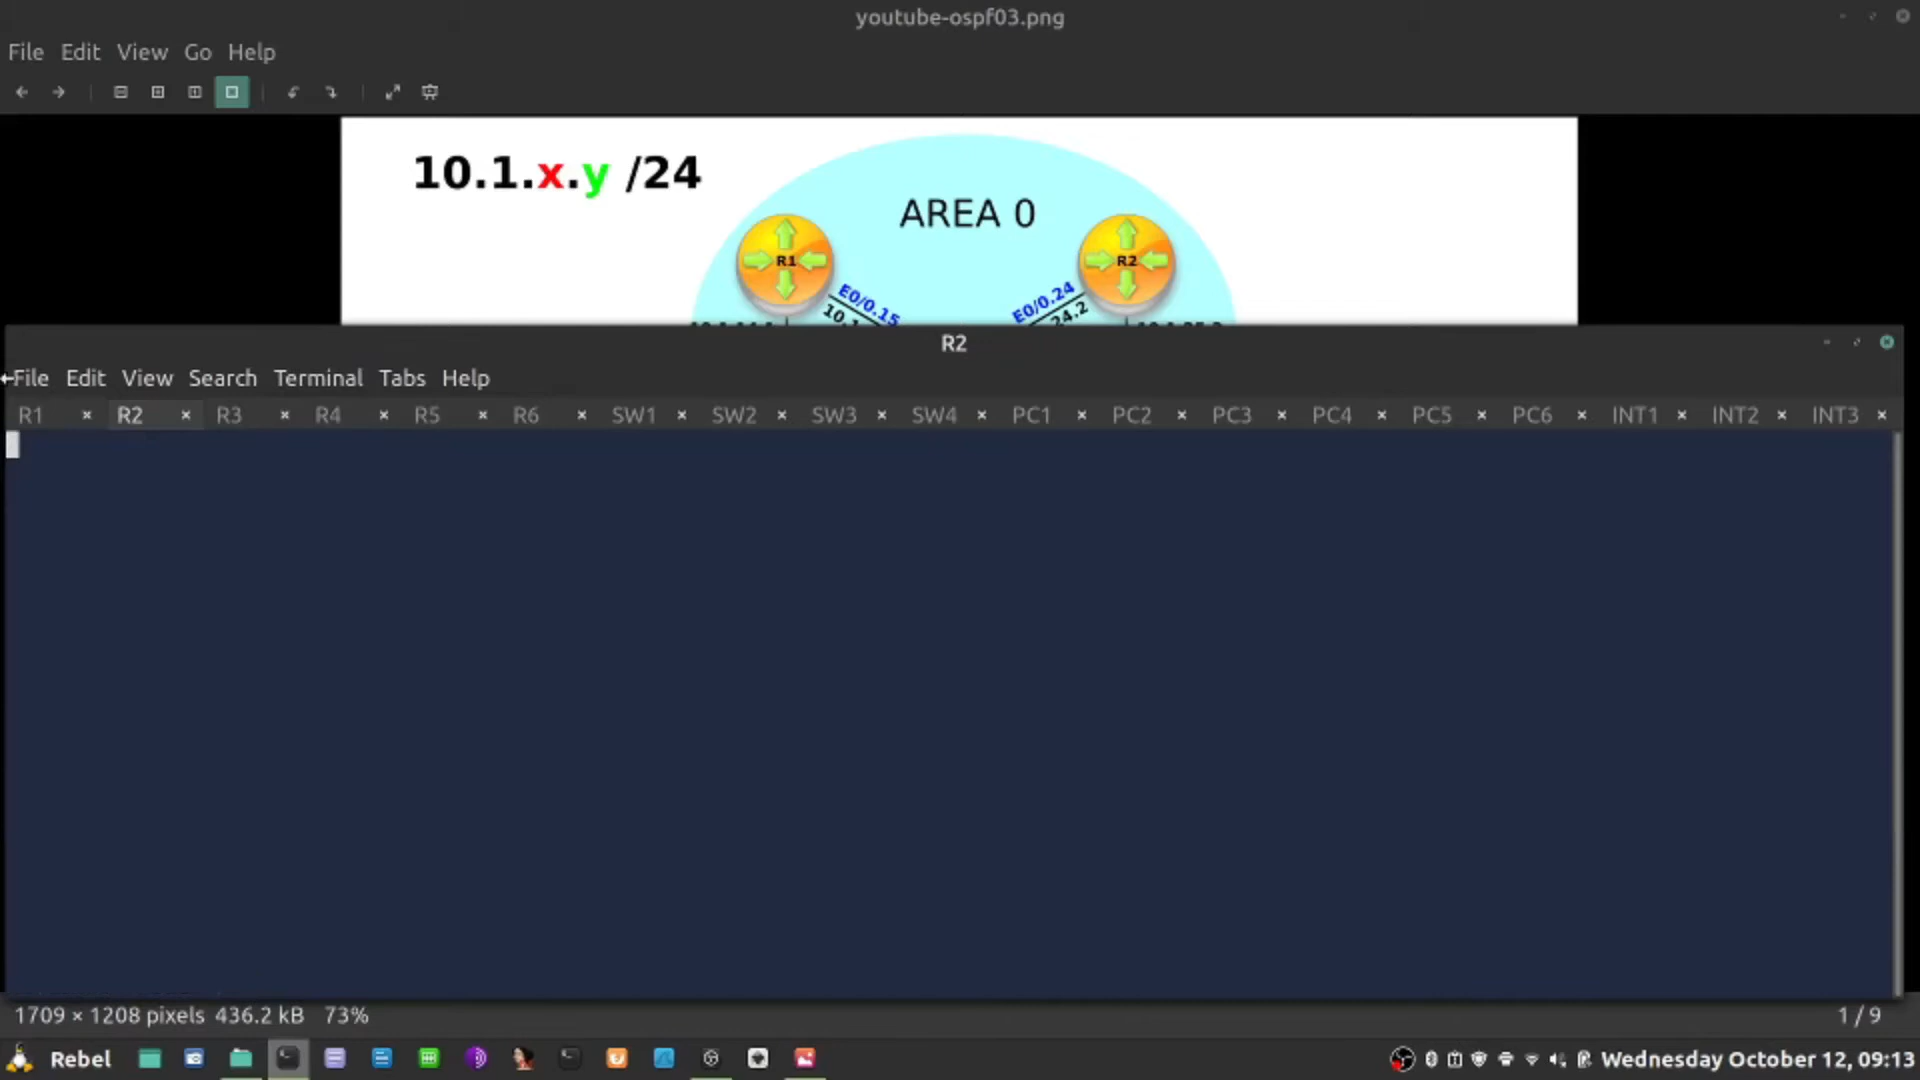 youtube-ospf03.png
File Edit View Go Help
10.1.x.y /24
AREA 0
R1
R2
E0/0.15
E0/0.24
24.2
R2
File Edit View Search Terminal Tabs Help
R1 × R2 × R3 × R4 × R5 × R6 × SW1 × SW2 × SW3 × SW4 × PC1 × PC2 × PC3 × PC4 × PC5 × PC6 × INT1 × INT2 × INT3 ×
1709 × 1208 pixels 436.2 kB 73%
1 / 9
Rebel
Wednesday October 12, 09:13